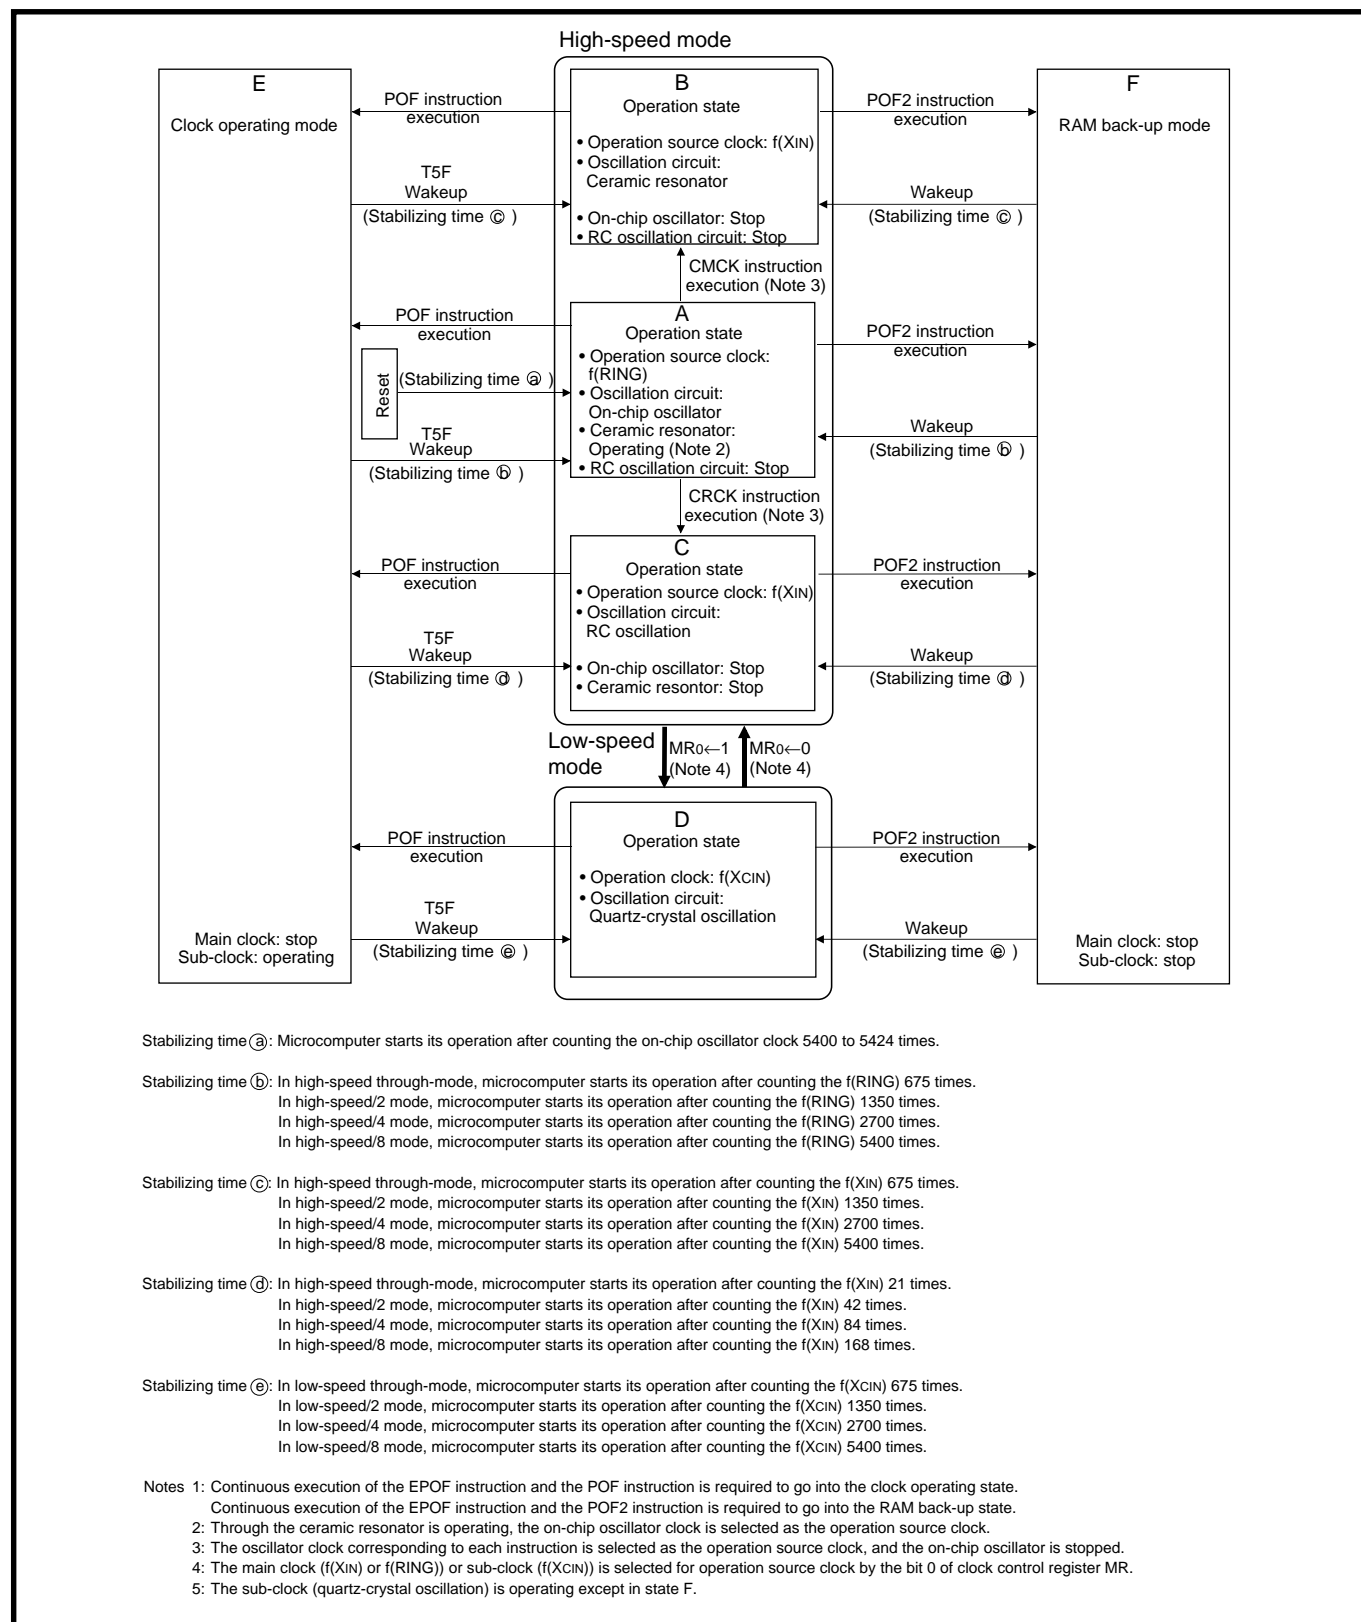 High-speed mode
E
Clock operating mode
Main clock: stop
Sub-clock: operating
POF instruction
execution
T5F
Wakeup
(Stabilizing time ⓒ )
B
Operation state
• Operation source clock: f(XIN)
• Oscillation circuit:
Ceramic resonator
• On-chip oscillator: Stop
• RC oscillation circuit: Stop
POF2 instruction
execution
Wakeup
(Stabilizing time ⓒ )
F
RAM back-up mode
Main clock: stop
Sub-clock: stop
CMCK instruction
execution (Note 3)
POF instruction
execution
Reset
(Stabilizing time ⓐ )
T5F
Wakeup
(Stabilizing time ⓑ )
A
Operation state
• Operation source clock:
f(RING)
• Oscillation circuit:
On-chip oscillator
• Ceramic resonator:
Operating (Note 2)
• RC oscillation circuit: Stop
POF2 instruction
execution
Wakeup
(Stabilizing time ⓑ )
CRCK instruction
execution (Note 3)
POF instruction
execution
T5F
Wakeup
(Stabilizing time ⓓ )
C
Operation state
• Operation source clock: f(XIN)
• Oscillation circuit:
RC oscillation
• On-chip oscillator: Stop
• Ceramic resontor: Stop
POF2 instruction
execution
Wakeup
(Stabilizing time ⓓ )
Low-speed
mode
MR0←1
(Note 4)
MR0←0
(Note 4)
POF instruction
execution
T5F
Wakeup
(Stabilizing time ⓔ )
D
Operation state
• Operation clock: f(XCIN)
• Oscillation circuit:
Quartz-crystal oscillation
POF2 instruction
execution
Wakeup
(Stabilizing time ⓔ )
Stabilizing time ⓐ: Microcomputer starts its operation after counting the on-chip oscillator clock 5400 to 5424 times.
Stabilizing time ⓑ: In high-speed through-mode, microcomputer starts its operation after counting the f(RING) 675 times.
In high-speed/2 mode, microcomputer starts its operation after counting the f(RING) 1350 times.
In high-speed/4 mode, microcomputer starts its operation after counting the f(RING) 2700 times.
In high-speed/8 mode, microcomputer starts its operation after counting the f(RING) 5400 times.
Stabilizing time ⓒ: In high-speed through-mode, microcomputer starts its operation after counting the f(XIN) 675 times.
In high-speed/2 mode, microcomputer starts its operation after counting the f(XIN) 1350 times.
In high-speed/4 mode, microcomputer starts its operation after counting the f(XIN) 2700 times.
In high-speed/8 mode, microcomputer starts its operation after counting the f(XIN) 5400 times.
Stabilizing time ⓓ: In high-speed through-mode, microcomputer starts its operation after counting the f(XIN) 21 times.
In high-speed/2 mode, microcomputer starts its operation after counting the f(XIN) 42 times.
In high-speed/4 mode, microcomputer starts its operation after counting the f(XIN) 84 times.
In high-speed/8 mode, microcomputer starts its operation after counting the f(XIN) 168 times.
Stabilizing time ⓔ: In low-speed through-mode, microcomputer starts its operation after counting the f(XCIN) 675 times.
In low-speed/2 mode, microcomputer starts its operation after counting the f(XCIN) 1350 times.
In low-speed/4 mode, microcomputer starts its operation after counting the f(XCIN) 2700 times.
In low-speed/8 mode, microcomputer starts its operation after counting the f(XCIN) 5400 times.
Notes 1: Continuous execution of the EPOF instruction and the POF instruction is required to go into the clock operating state.
Continuous execution of the EPOF instruction and the POF2 instruction is required to go into the RAM back-up state.
2: Through the ceramic resonator is operating, the on-chip oscillator clock is selected as the operation source clock.
3: The oscillator clock corresponding to each instruction is selected as the operation source clock, and the on-chip oscillator is stopped.
4: The main clock (f(XIN) or f(RING)) or sub-clock (f(XCIN)) is selected for operation source clock by the bit 0 of clock control register MR.
5: The sub-clock (quartz-crystal oscillation) is operating except in state F.